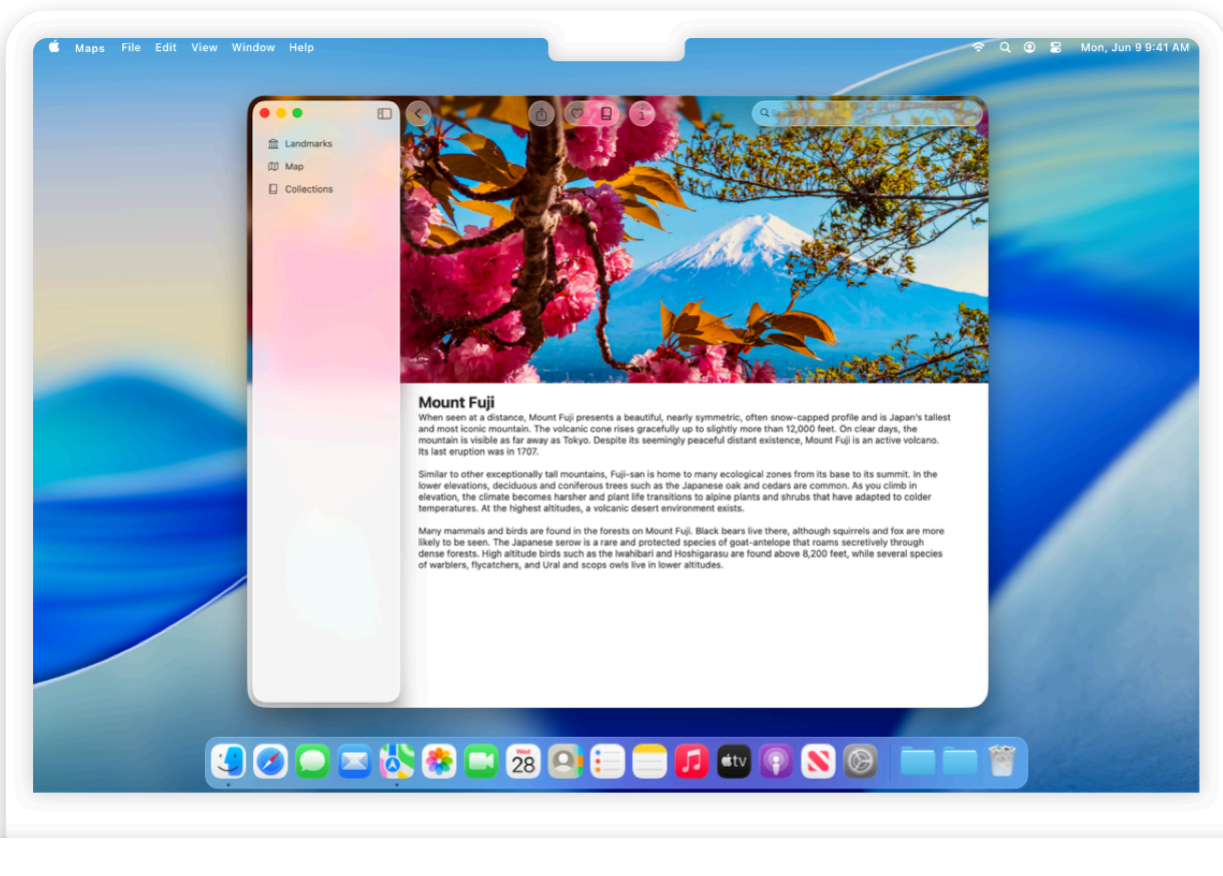 Maps File Edit View Window Help
Mon, Jun 9 9:41 AM
Landmarks
Map
Collections
Mount Fuji
When seen at a distance, Mount Fuji presents a beautiful, nearly symmetric, often snow-capped profile and is Japan's tallest
and most iconic mountain. The volcanic cone rises gracefully up to slightly more than 12,000 feet. On clear days, the
mountain is visible as far away as Tokyo. Despite its seemingly peaceful distant existence, Mount Fuji is an active volcano.
Its last eruption was in 1707.
Similar to other exceptionally tall mountains, Fuji-san is home to many ecological zones from its base to its summit. In the
lower elevations, deciduous and coniferous trees such as the Japanese oak and cedars are common. As you climb in
elevation, the climate becomes harsher and plant life transitions to alpine plants and shrubs that have adapted to colder
temperatures. At the highest altitudes, a volcanic desert environment exists.
Many mammals and birds are found in the forests on Mount Fuji. Black bears live there, although squirrels and fox are more
likely to be seen. The Japanese serow is a rare and protected species of goat-antelope that roams secretively through
dense forests. High altitude birds such as the Iwahibari and Hoshigarasu are found above 8,200 feet, while several species
of warblers, flycatchers, and Ural and scops owls live in lower altitudes.
Wed
28
tv